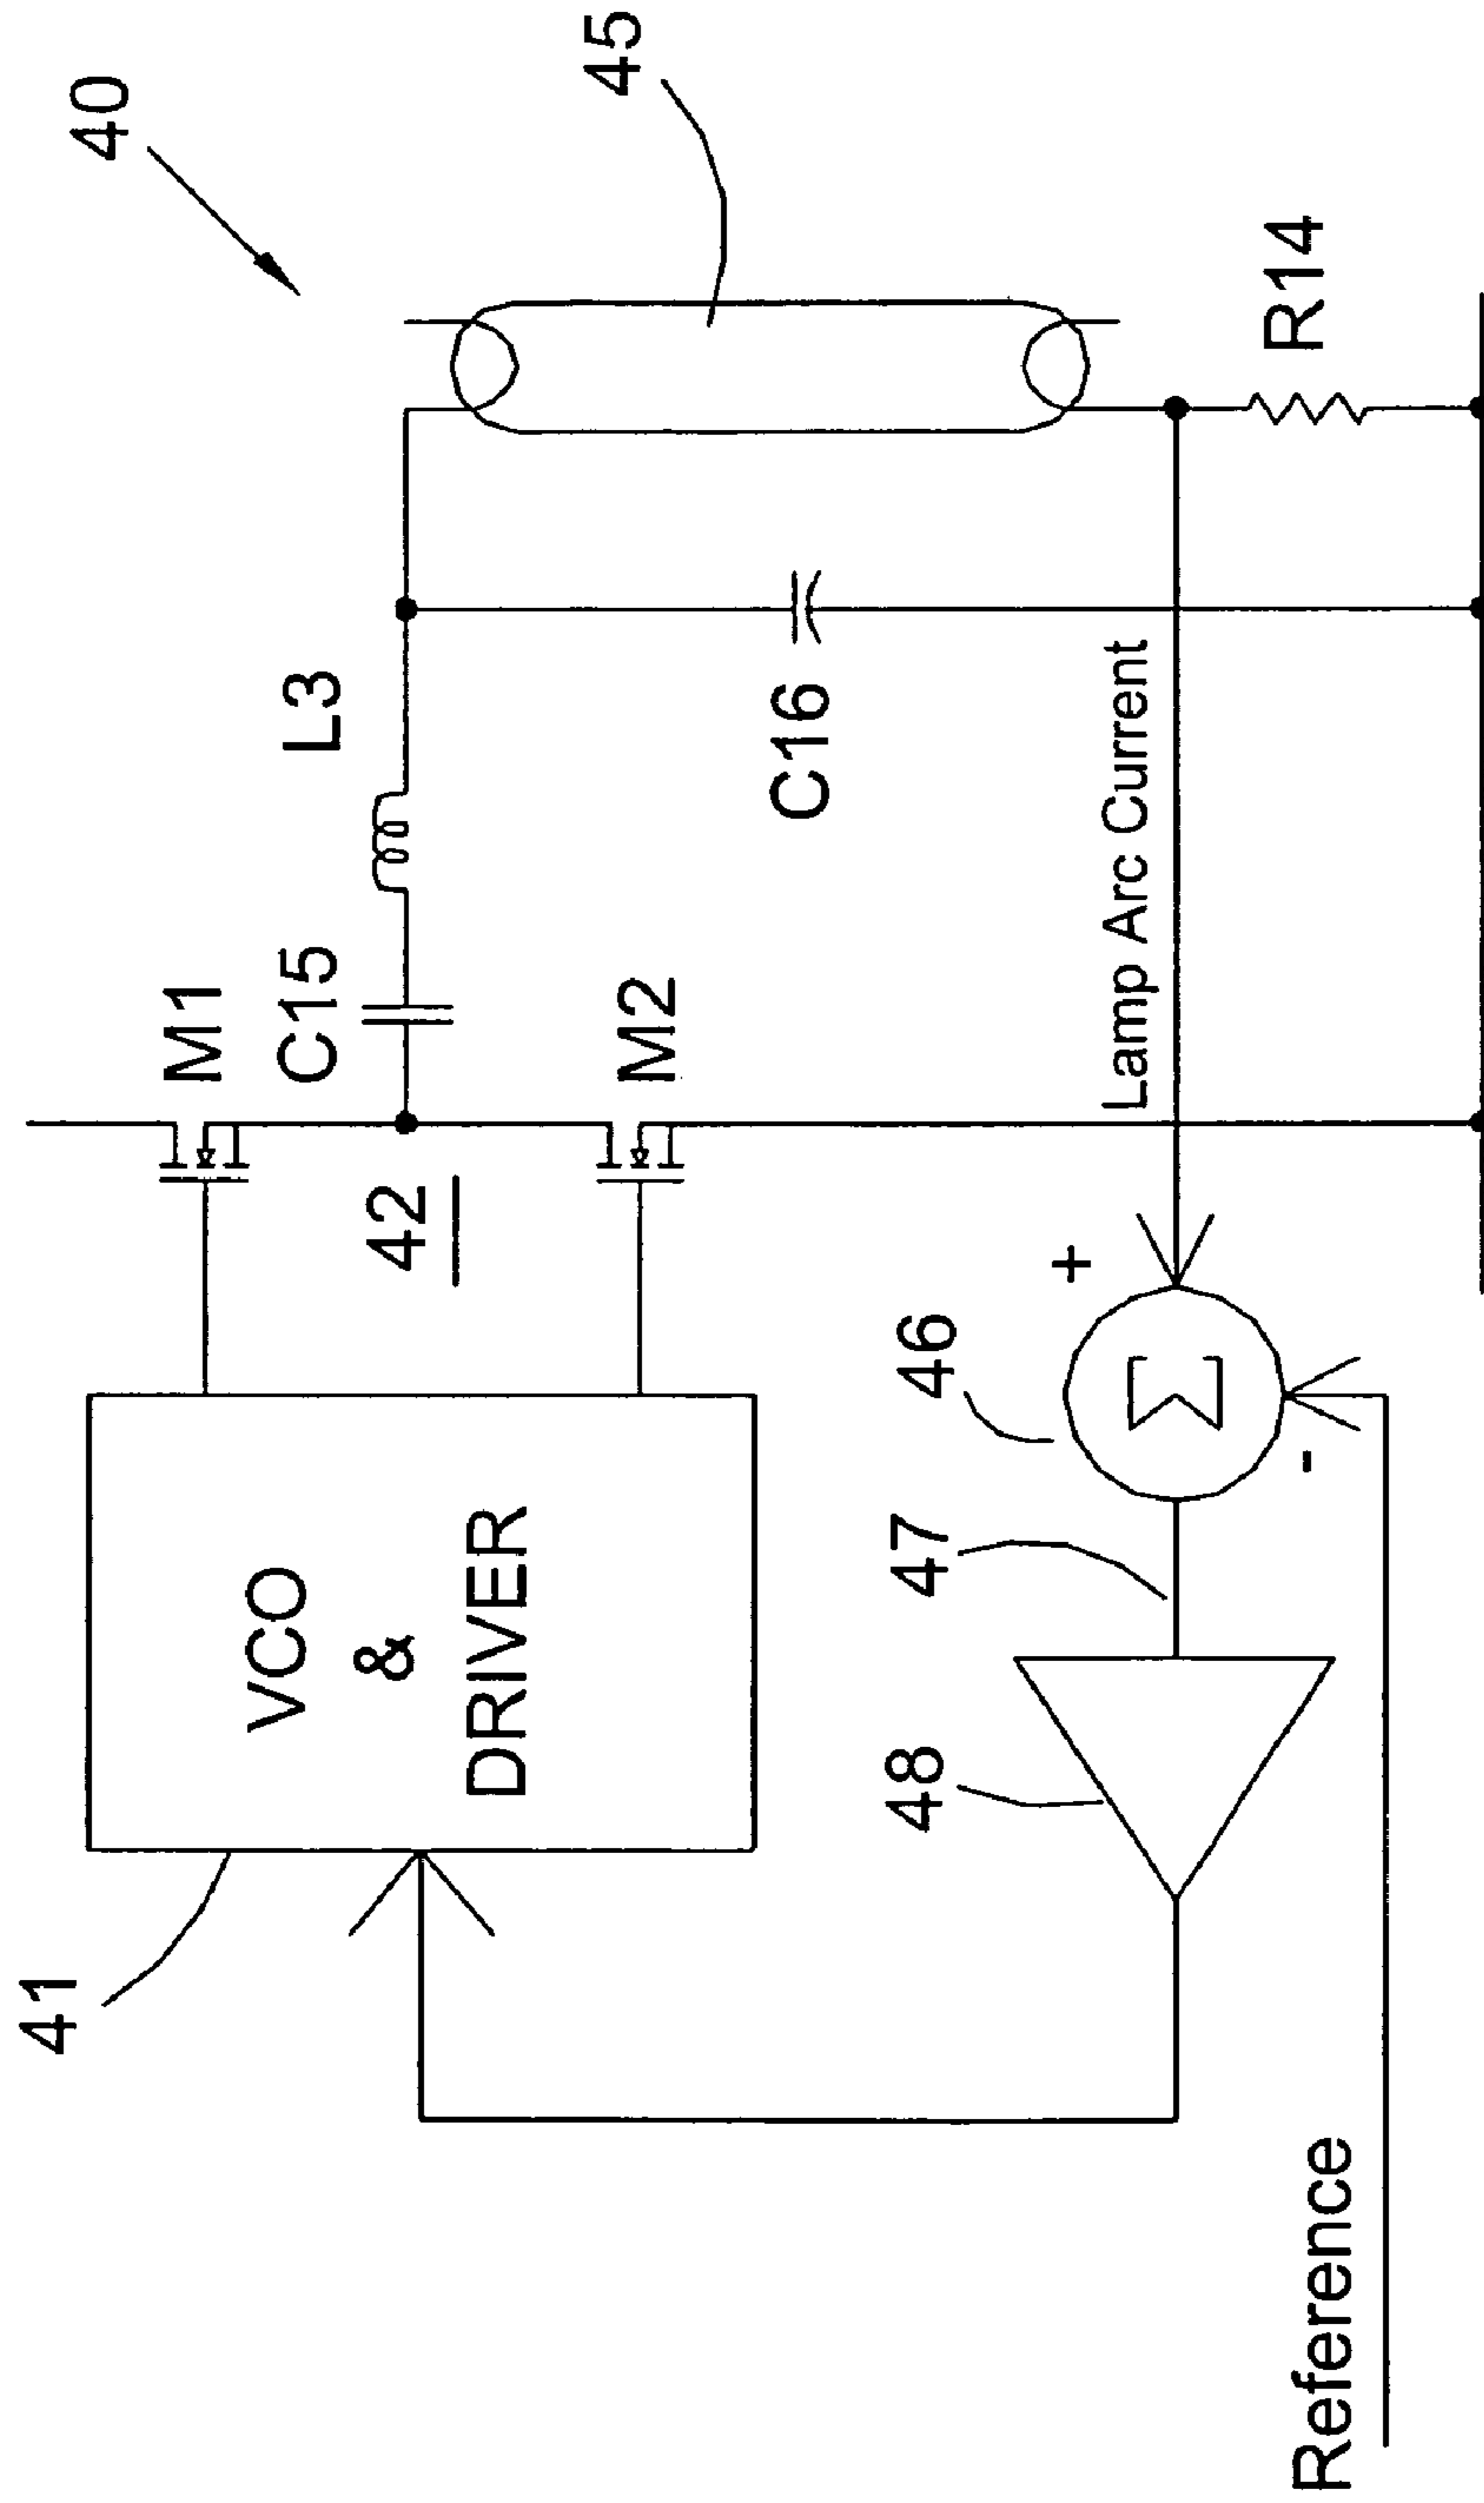 40
45
M1
C15
L3
42
M2
C16
R14
41
VCO
&
DRIVER
46
+
Lamp Arc Current
Σ
-
47
48
Reference